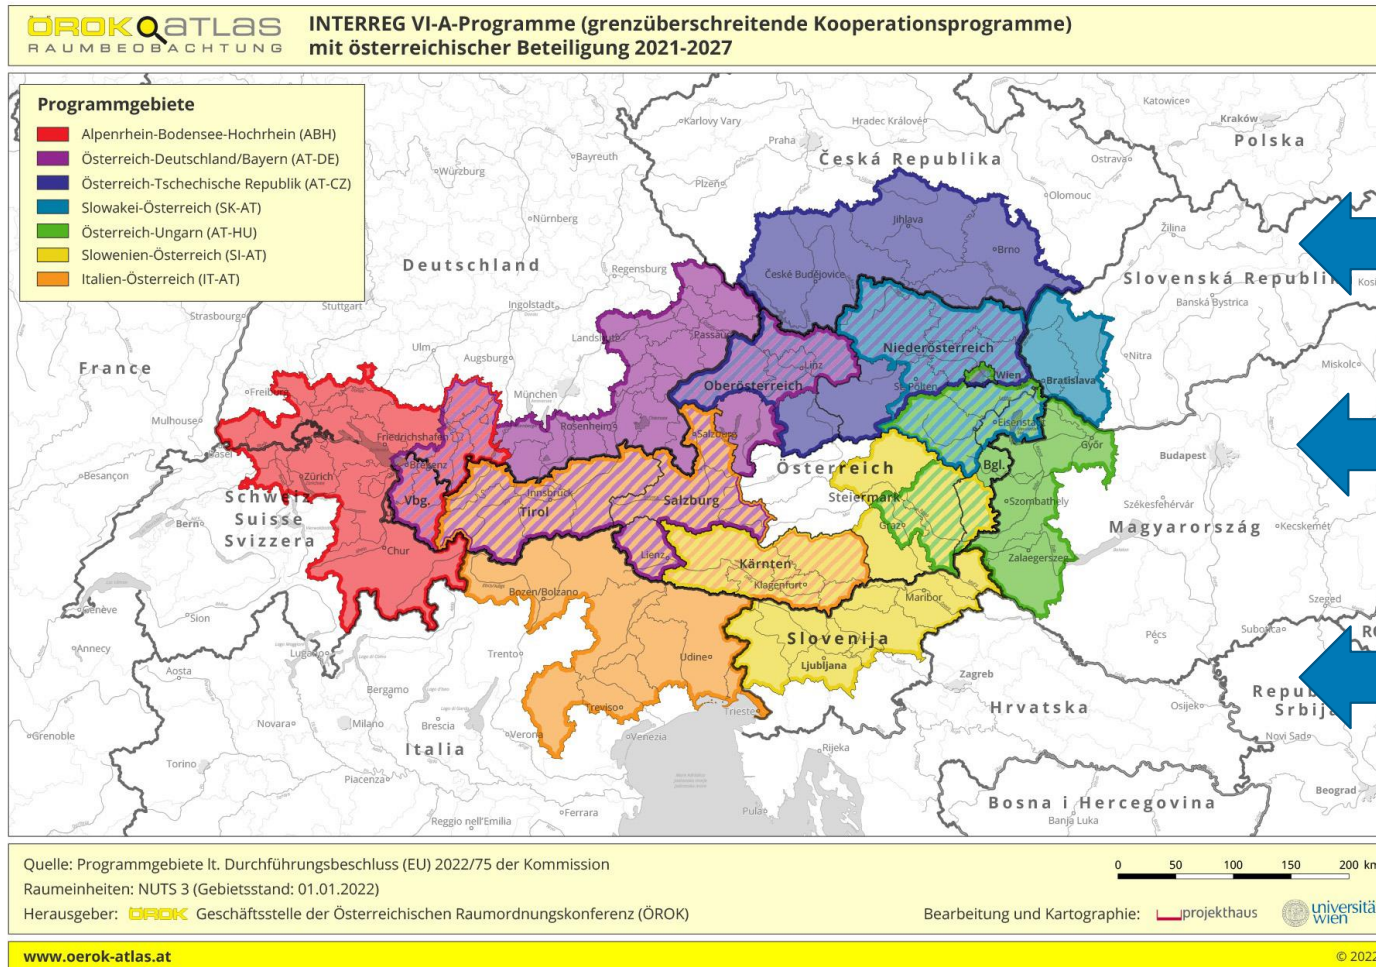 ÖROK ATLAS
RAUMBEOBACHTUNG
INTERREG VI-A-Programme (grenzüberschreitende Kooperationsprogramme)
mit österreichischer Beteiligung 2021-2027
Programmgebiete
Alpenrhein-Bodensee-Hochrhein (ABH)
Österreich-Deutschland/Bayern (AT-DE)
Österreich-Tschechische Republik (AT-CZ)
Slowakei-Österreich (SK-AT)
Österreich-Ungarn (AT-HU)
Slowenien-Österreich (SI-AT)
Italien-Österreich (IT-AT)
Katowice
Karlovy Vary
Hradec Králové
Kraków
Praha
Polska
Bayreuth
Česká Republika
Ostrava
Würzburg
Plzeň
Olomouc
Nürnberg
Jihlava
Žilina
Brno
Deutschland
Regensburg
České Budějovice
Slovenská Republik
Banská Bystrica
Stuttgart
Ingolstadt
Strasbourg
Landshut
Passau
Ulm
Augsburg
Niederösterreich
Nitra
France
Linz
Wien
Miskolc
München
Oberösterreich
St. Pölten
Bratislava
Freiburg
Mulhouse
Friedrichshafen
Rosenheim
Salzburg
Eisenstadt
Győr
Basel
Zürich
Bregenz
Österreich
Bgl.
Budapest
Besançon
Schweiz
Vbg.
Innsbruck
Salzburg
Steiermark
Szombathely
Székesfehérvár
Suisse
Tirol
Graz
Bern
Magyarország
Kecskemét
Svizzera
Chur
Lienz
Kärnten
Zalaegerszeg
Klagenfurt
Bozen/Bolzano
Maribor
Genève
Sion
Szeged
Slovenija
Pécs
Subotica
Annecy
Lugano
Trento
Udine
Ljubljana
Aosta
Zagreb
Bergamo
Repub
Treviso
Trieste
Hrvatska
Osijek
Srbija
Novara
Milano
Brescia
Verona
Venezia
Grenoble
Italia
Rijeka
Novi Sad
Torino
Piacenza
Beograd
Bosna i Hercegovina
Ferrara
Pula
Reggio nell'Emilia
Banja Luka
Quelle: Programmgebiete lt. Durchführungsbeschluss (EU) 2022/75 der Kommission
0 50 100 150 200 km
Raumeinheiten: NUTS 3 (Gebietsstand: 01.01.2022)
Herausgeber: ÖROK Geschäftsstelle der Österreichischen Raumordnungskonferenz (ÖROK)
Bearbeitung und Kartographie: projekthaus universität wien
www.oerok-atlas.at
© 2022